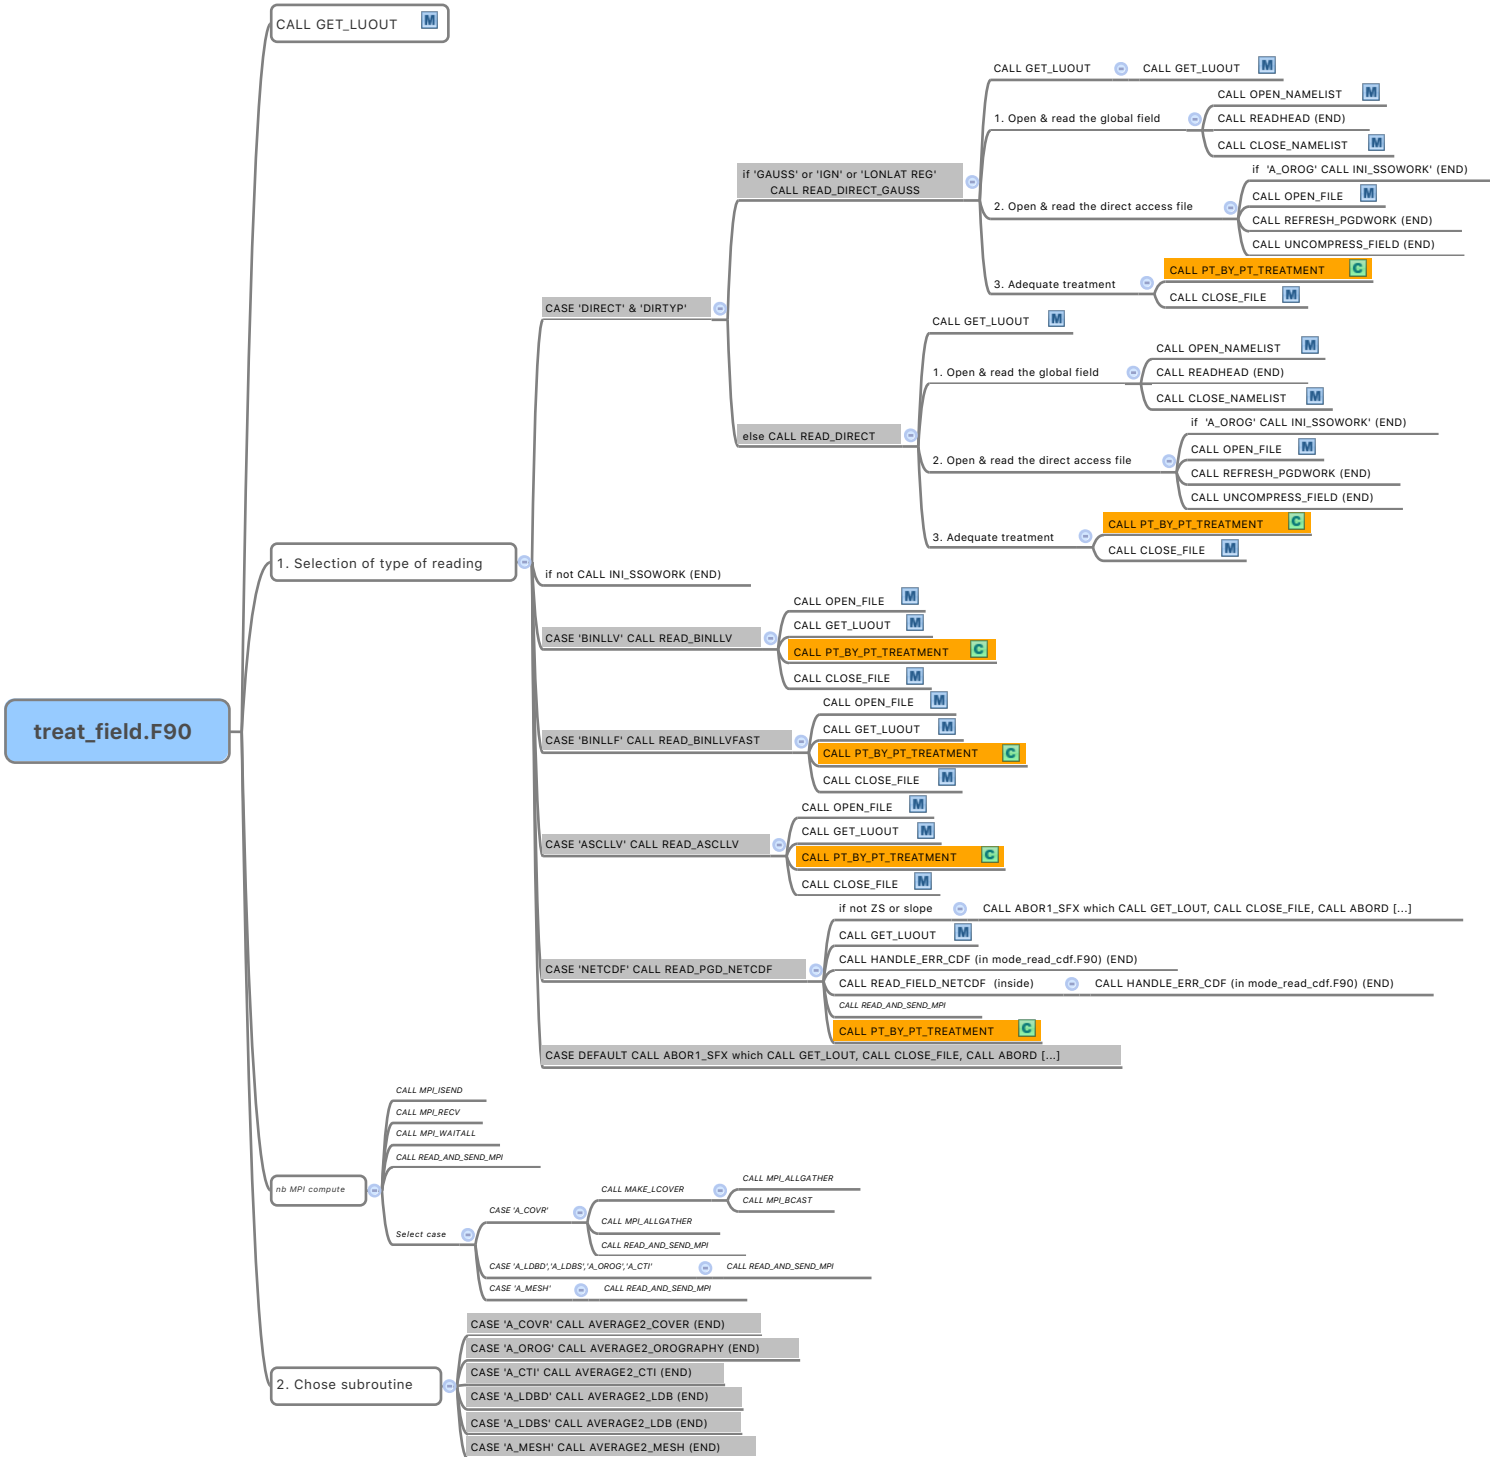 CALL GET_LUOUT M
treat_field.F90
1. Selection of type of reading
CASE 'DIRECT' & 'DIRTYP'
if 'GAUSS' or 'IGN' or 'LONLAT REG'
CALL READ_DIRECT_GAUSS
CALL GET_LUOUT
CALL GET_LUOUT M
1. Open & read the global field
CALL OPEN_NAMELIST M
CALL READHEAD (END)
CALL CLOSE_NAMELIST M
2. Open & read the direct access file
if 'A_OROG' CALL INI_SSOWORK' (END)
CALL OPEN_FILE M
CALL REFRESH_PGDWORK (END)
CALL UNCOMPRESS_FIELD (END)
3. Adequate treatment
CALL PT_BY_PT_TREATMENT C
CALL CLOSE_FILE M
else CALL READ_DIRECT
CALL GET_LUOUT M
1. Open & read the global field
CALL OPEN_NAMELIST M
CALL READHEAD (END)
CALL CLOSE_NAMELIST M
2. Open & read the direct access file
if 'A_OROG' CALL INI_SSOWORK' (END)
CALL OPEN_FILE M
CALL REFRESH_PGDWORK (END)
CALL UNCOMPRESS_FIELD (END)
3. Adequate treatment
CALL PT_BY_PT_TREATMENT C
CALL CLOSE_FILE M
if not CALL INI_SSOWORK (END)
CASE 'BINLLV' CALL READ_BINLLV
CALL OPEN_FILE M
CALL GET_LUOUT M
CALL PT_BY_PT_TREATMENT C
CALL CLOSE_FILE M
CASE 'BINLLF' CALL READ_BINLLVFAST
CALL OPEN_FILE M
CALL GET_LUOUT M
CALL PT_BY_PT_TREATMENT C
CALL CLOSE_FILE M
CASE 'ASCLLV' CALL READ_ASCLLV
CALL OPEN_FILE M
CALL GET_LUOUT M
CALL PT_BY_PT_TREATMENT C
CALL CLOSE_FILE M
CASE 'NETCDF' CALL READ_PGD_NETCDF
if not ZS or slope
CALL ABOR1_SFX which CALL GET_LOUT, CALL CLOSE_FILE, CALL ABORD [...]
CALL GET_LUOUT M
CALL HANDLE_ERR_CDF (in mode_read_cdf.F90) (END)
CALL READ_FIELD_NETCDF (inside)
CALL HANDLE_ERR_CDF (in mode_read_cdf.F90) (END)
CALL READ_AND_SEND_MPI
CALL PT_BY_PT_TREATMENT C
CASE DEFAULT CALL ABOR1_SFX which CALL GET_LOUT, CALL CLOSE_FILE, CALL ABORD [...]
nb MPI compute
CALL MPI_ISEND
CALL MPI_RECV
CALL MPI_WAITALL
CALL READ_AND_SEND_MPI
Select case
CASE 'A_COVR'
CALL MAKE_LCOVER
CALL MPI_ALLGATHER
CALL MPI_BCAST
CALL MPI_ALLGATHER
CALL READ_AND_SEND_MPI
CASE 'A_LDBD','A_LDBS','A_OROG','A_CTI'
CALL READ_AND_SEND_MPI
CASE 'A_MESH'
CALL READ_AND_SEND_MPI
2. Chose subroutine
CASE 'A_COVR' CALL AVERAGE2_COVER (END)
CASE 'A_OROG' CALL AVERAGE2_OROGRAPHY (END)
CASE 'A_CTI' CALL AVERAGE2_CTI (END)
CASE 'A_LDBD' CALL AVERAGE2_LDB (END)
CASE 'A_LDBS' CALL AVERAGE2_LDB (END)
CASE 'A_MESH' CALL AVERAGE2_MESH (END)